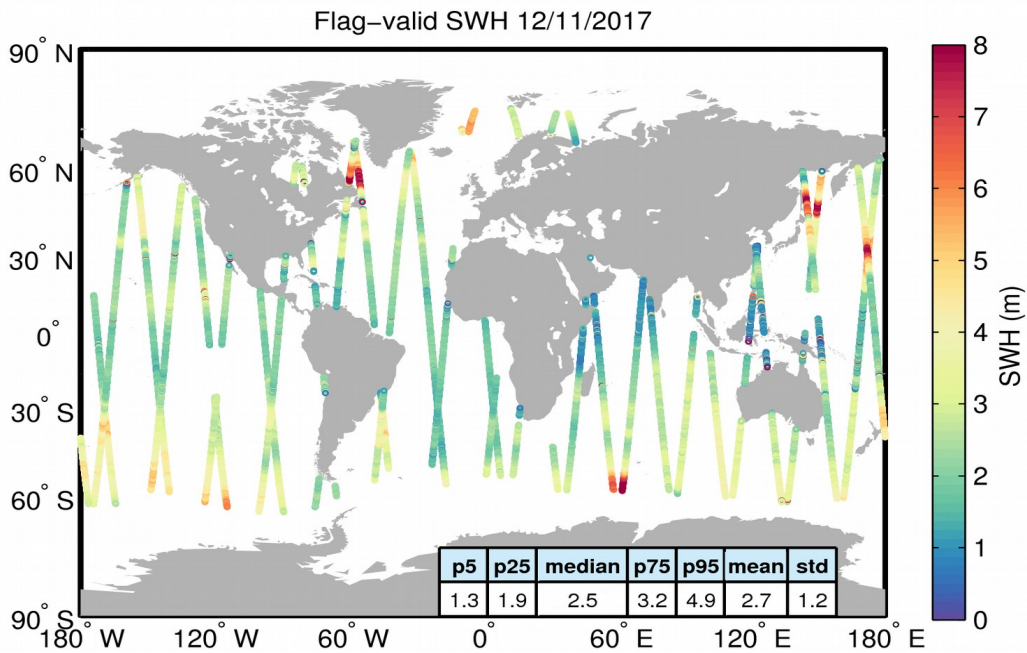 Flag-valid SWH 12/11/2017
90° N
60° N
30° N
0°
30° S
60° S
90° S
180° W 120° W 60° W 0° 60° E 120° E 180° E
p5 p25 median p75 p95 mean std
1.3 1.9 2.5 3.2 4.9 2.7 1.2
8
7
6
5
4
3
2
1
0
SWH (m)